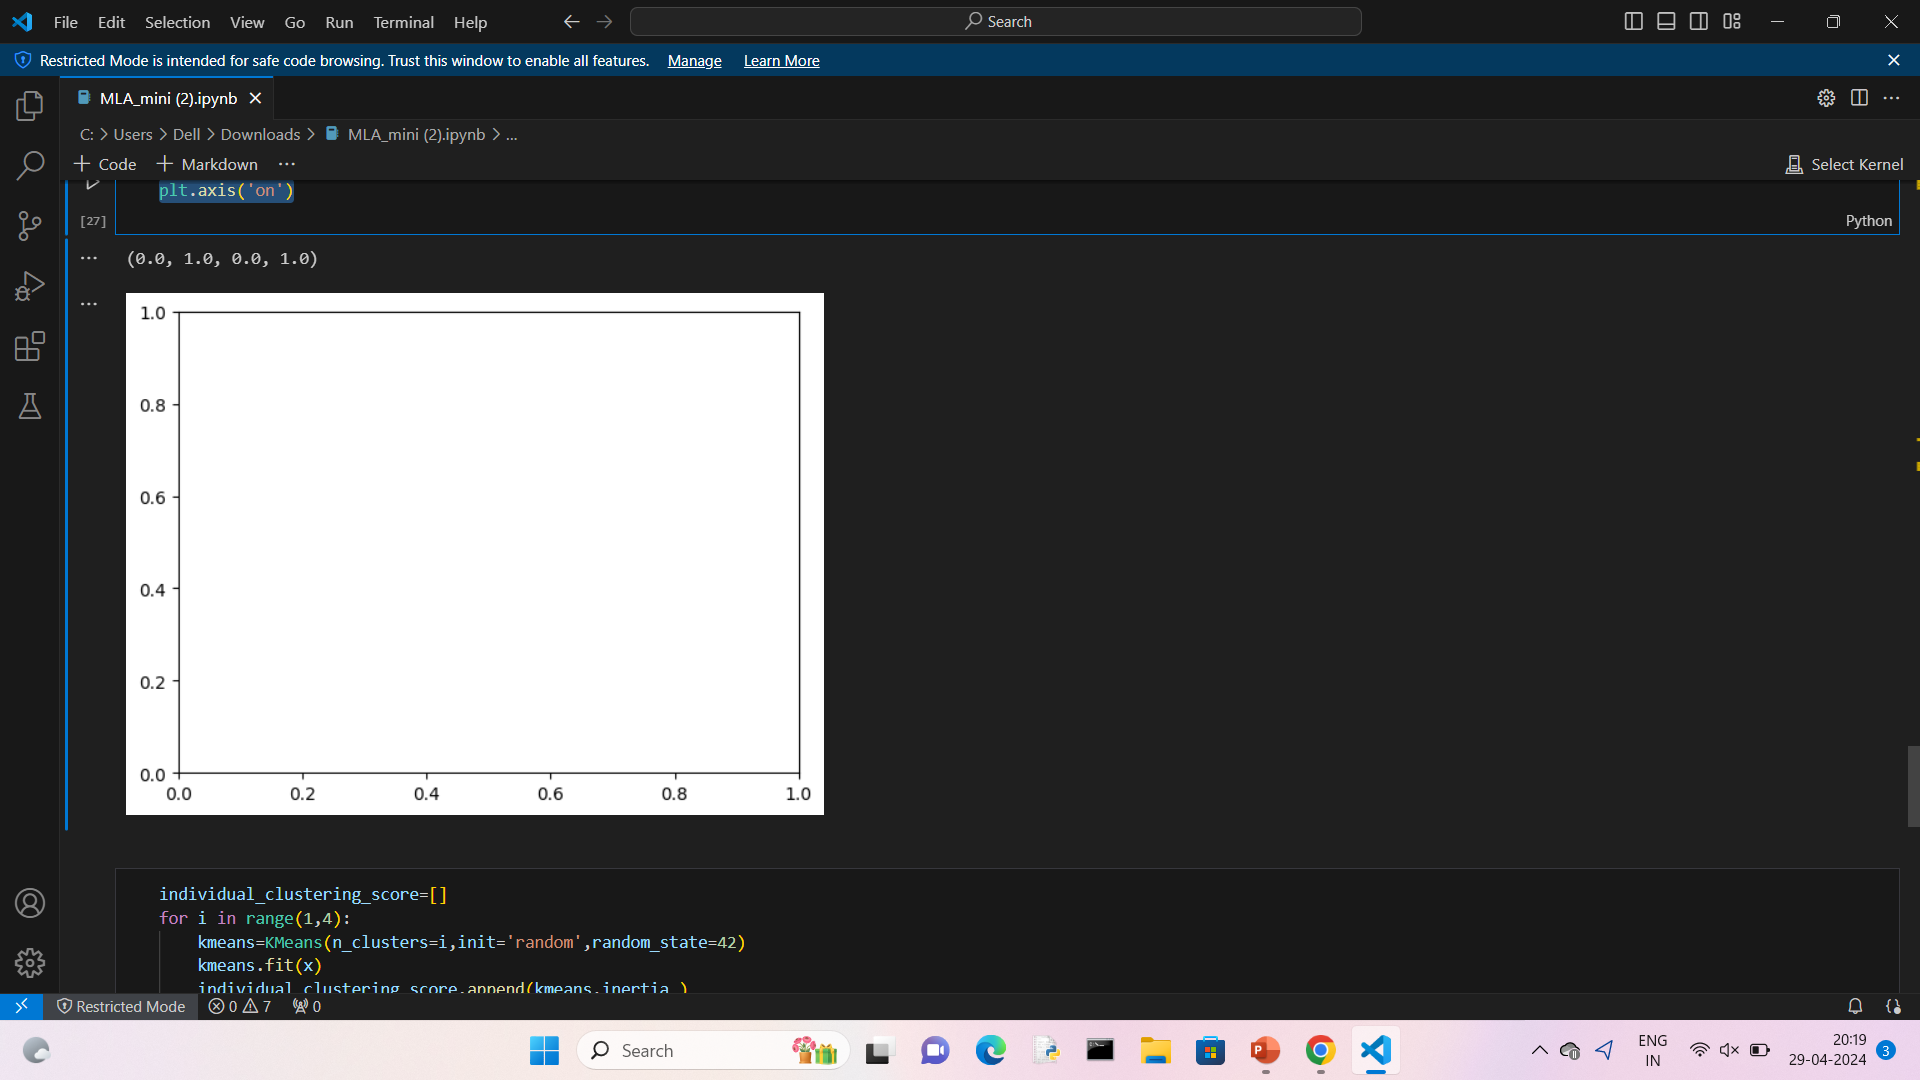 File Edit Selection View Go Run Terminal Help Search
Restricted Mode is intended for safe code browsing. Trust this window to enable all features. Manage Learn More
MLA_mini (2).ipynb
C: > Users > Dell > Downloads > MLA_mini (2).ipynb > ...
+ Code + Markdown ... Select Kernel
plt.axis('on')
[27] Python
(0.0, 1.0, 0.0, 1.0)
1.0
0.8
0.6
0.4
0.2
0.0
0.0 0.2 0.4 0.6 0.8 1.0
individual_clustering_score=[]
for i in range(1,4):
kmeans=KMeans(n_clusters=i,init='random',random_state=42)
kmeans.fit(x)
individual_clustering_score.append(kmeans.inertia_)
Restricted Mode 0 7 0
Search
ENG
IN
20:19
29-04-2024
3